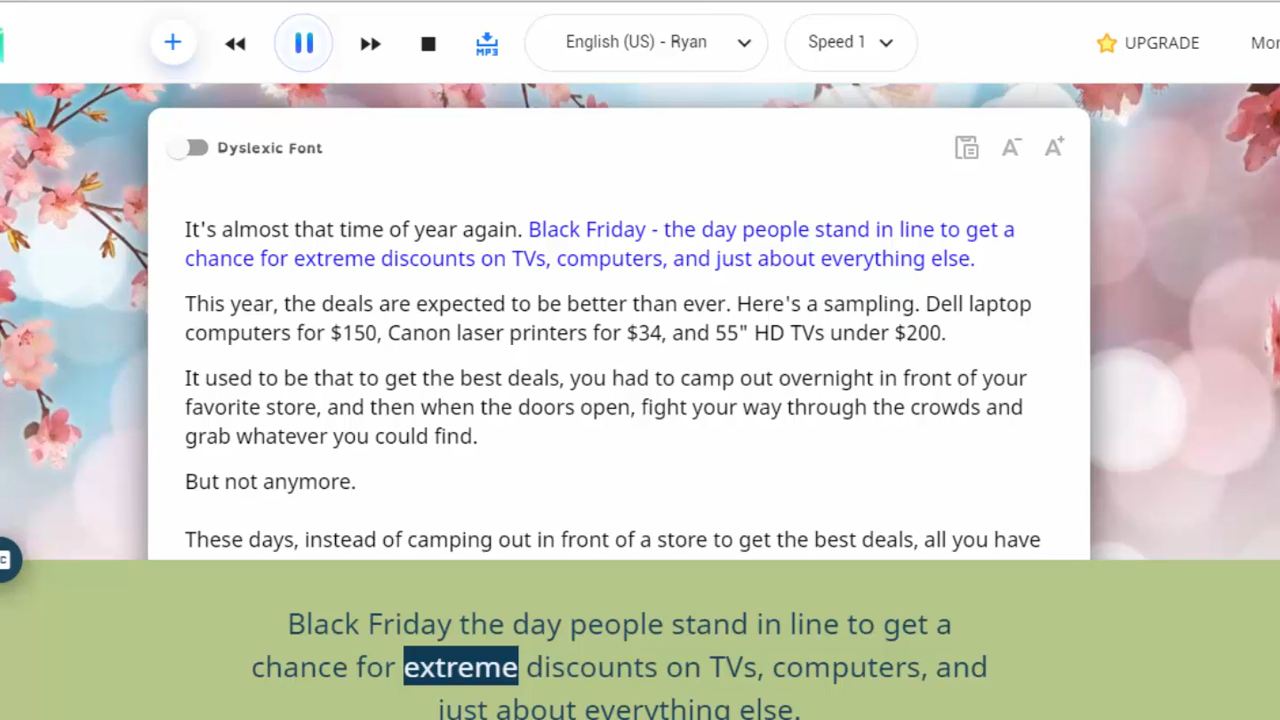 MP3
English (US) - Ryan
Speed 1
UPGRADE
Dyslexic Font
A-
A+
It's almost that time of year again. Black Friday - the day people stand in line to get a
chance for extreme discounts on TVs, computers, and just about everything else.
This year, the deals are expected to be better than ever. Here's a sampling. Dell laptop
computers for $150, Canon laser printers for $34, and 55" HD TVs under $200.
It used to be that to get the best deals, you had to camp out overnight in front of your
favorite store, and then when the doors open, fight your way through the crowds and
grab whatever you could find.
But not anymore.
These days, instead of camping out in front of a store to get the best deals, all you have
Black Friday the day people stand in line to get a
chance for extreme discounts on TVs, computers, and
just about everything else.